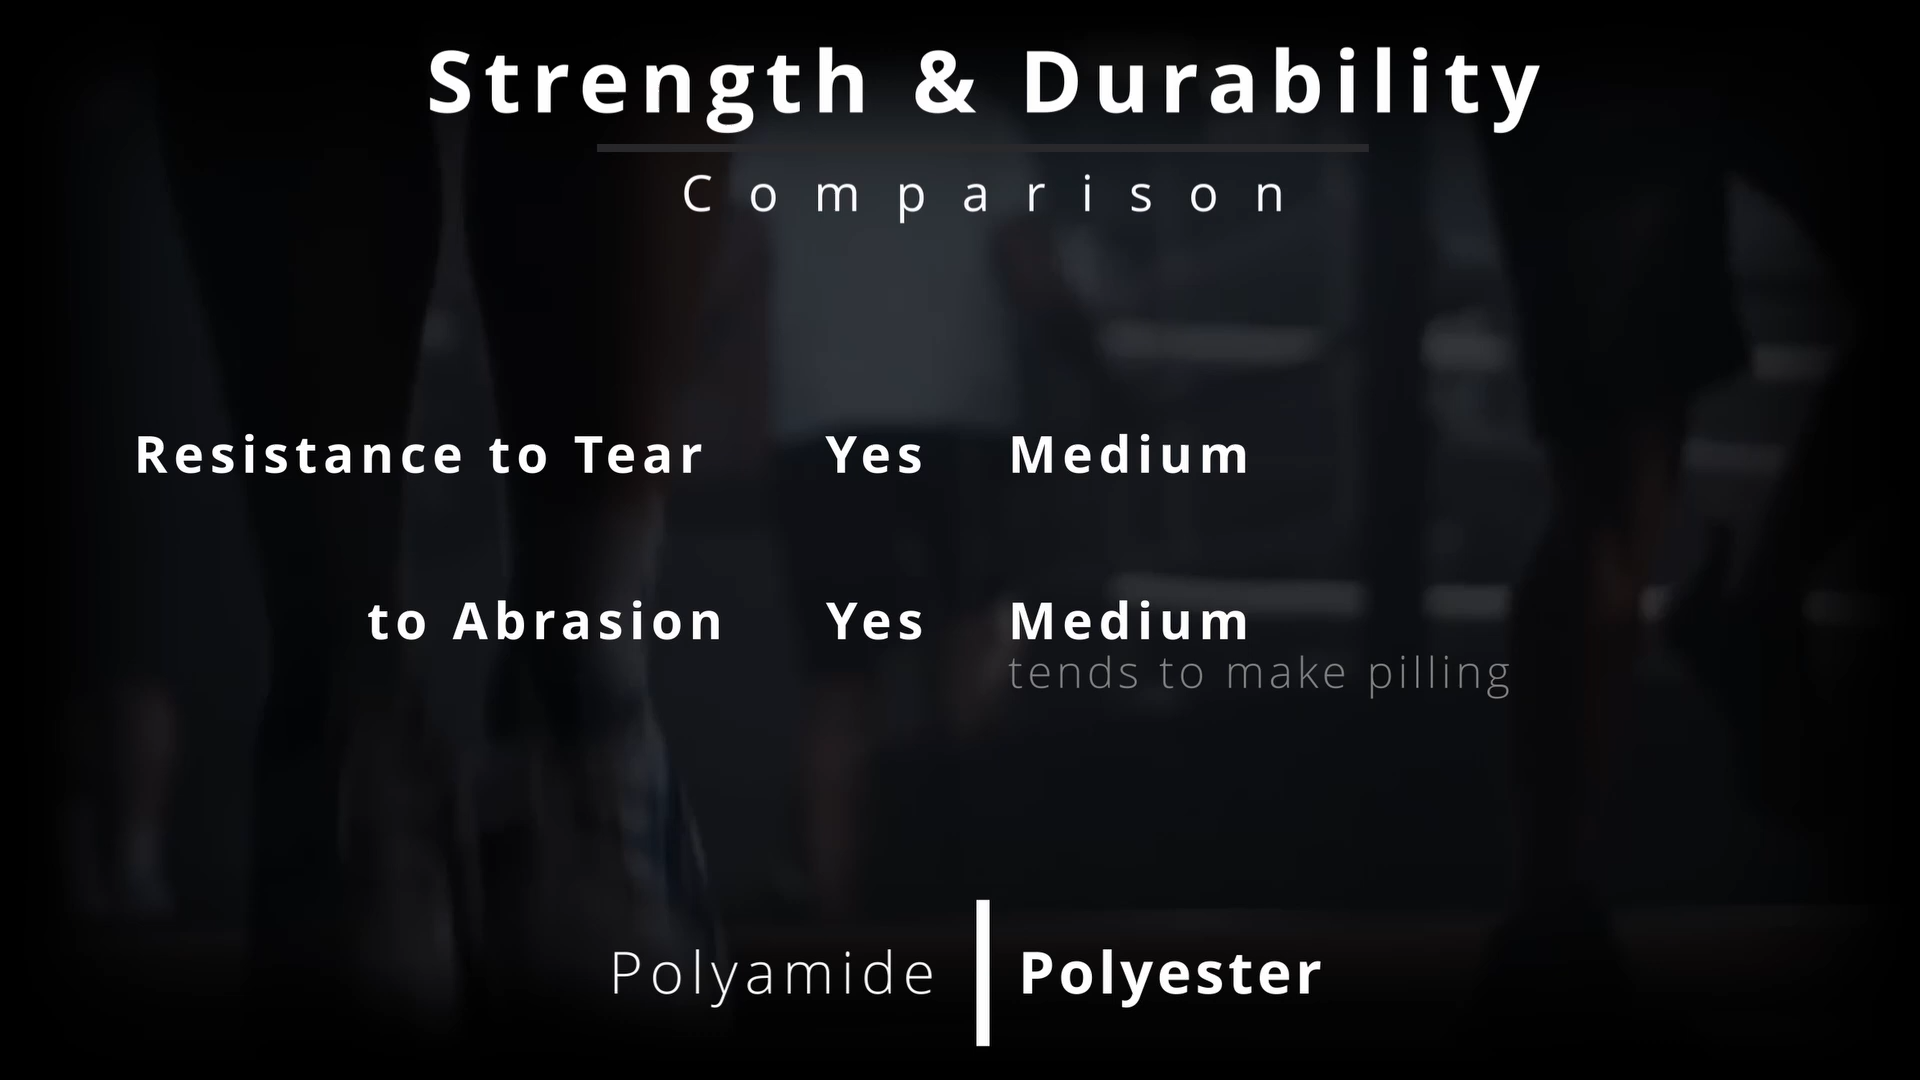 Strength & Durability
Comparison
Resistance to Tear Yes Medium
to Abrasion Yes Medium
tends to make pilling
Polyamide Polyester